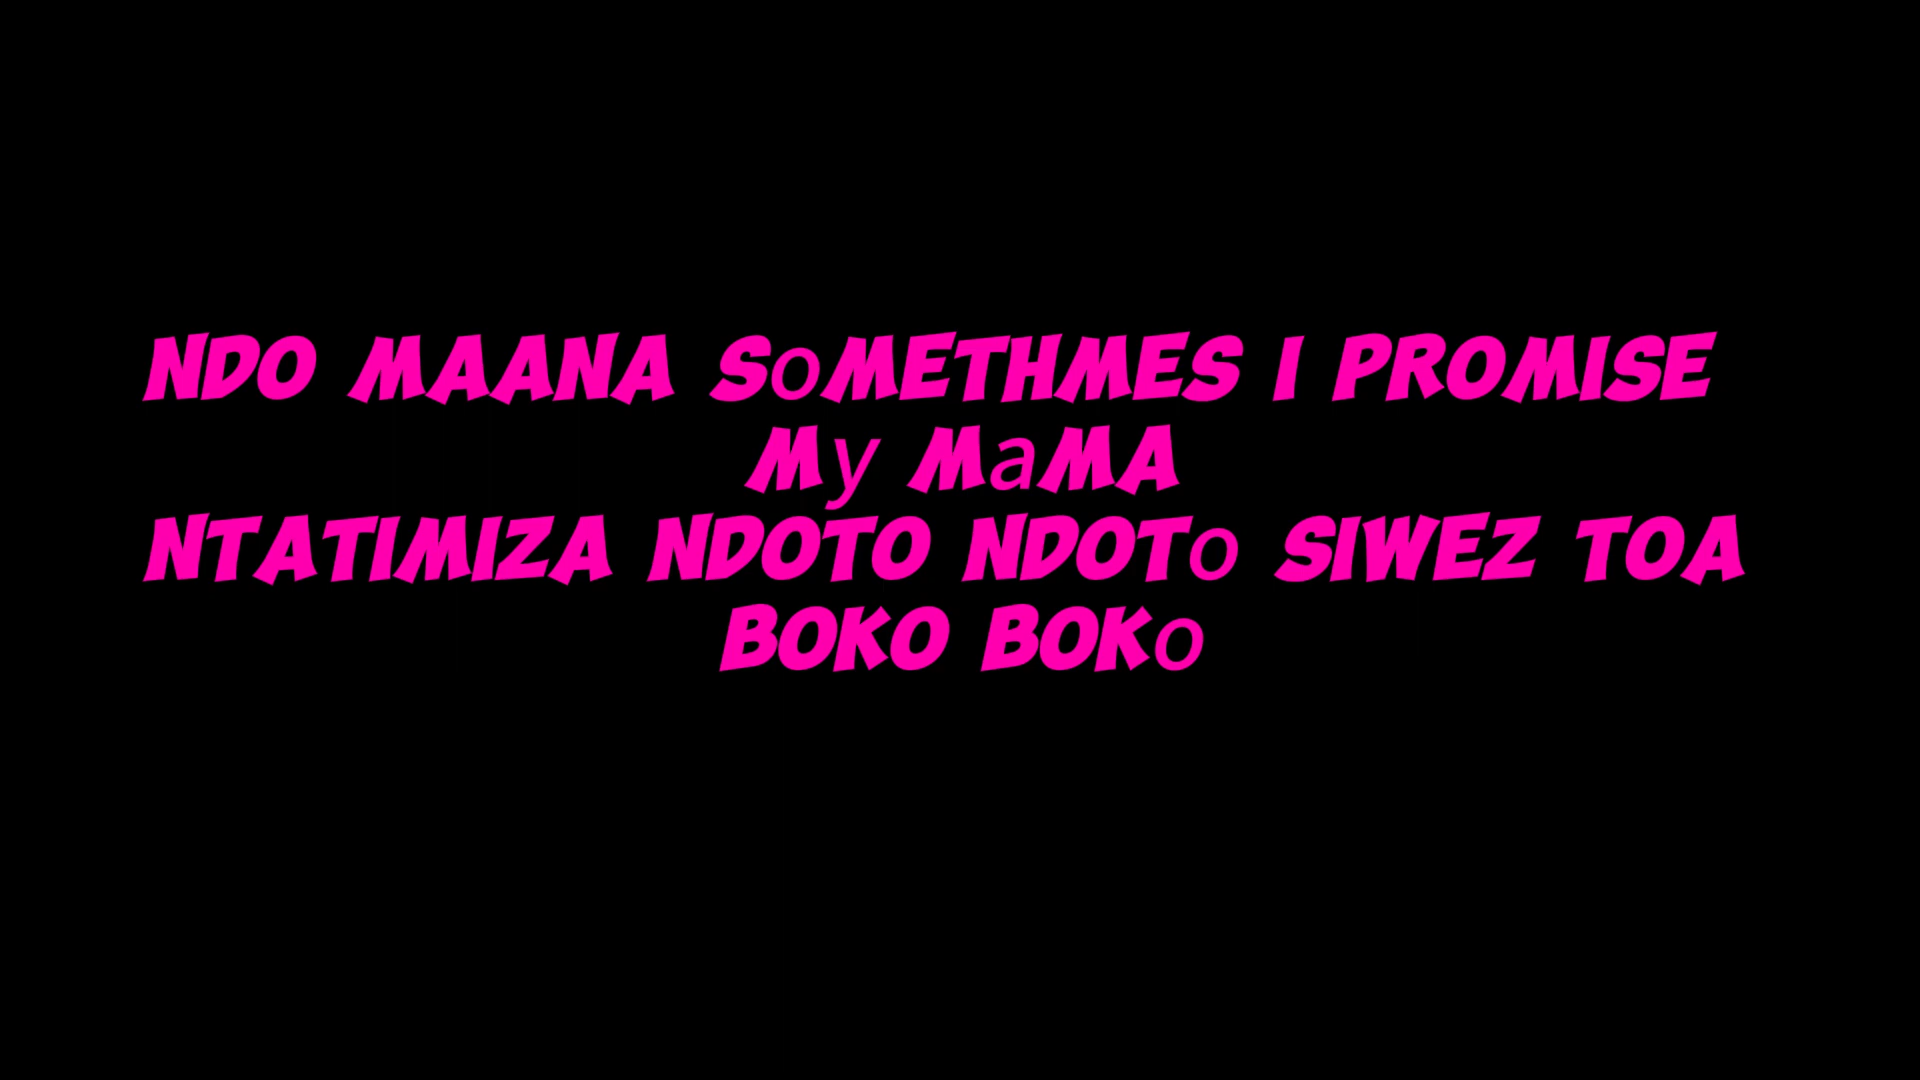 NDO MAANA SoMETHMES I PROMISE
My MaMA
NTATIMIZA NDOTO NDOTo SIWEZ TOA
BOKO BOKo